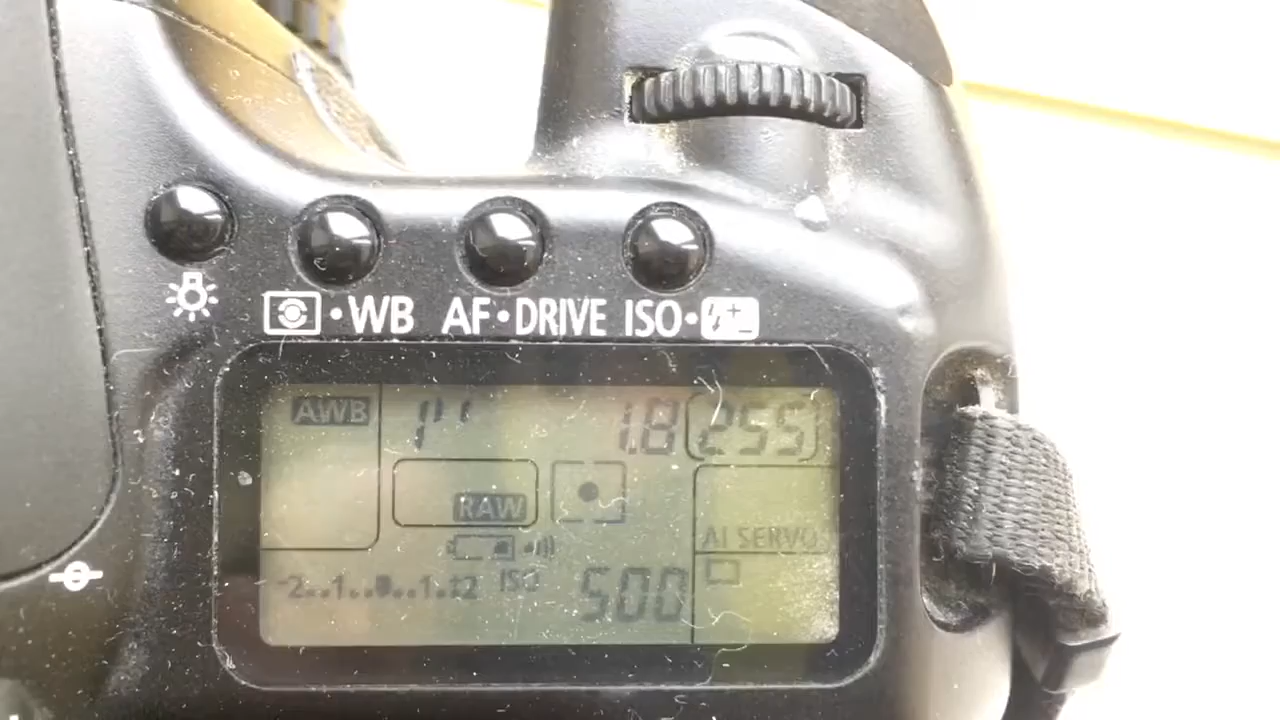 WB AF•DRIVE ISO•
AWB 1" 1.8 [255]
RAW
AI SERVO
-2..1..0..1.+2 ISO 500